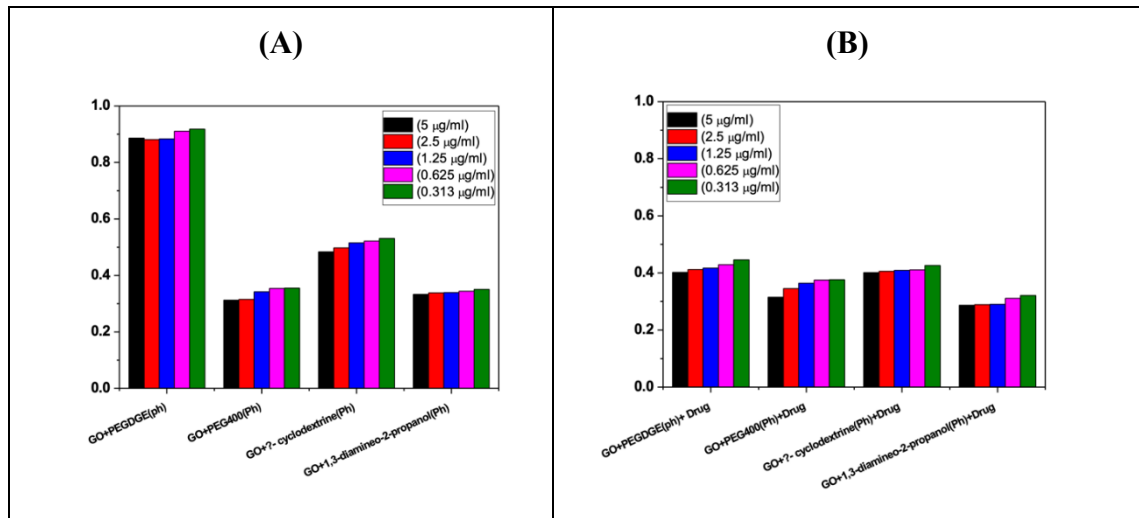 (A)
1.0
0.8
0.6
0.4
0.2
0.0
(5 µg/ml)
(2.5 µg/ml)
(1.25 µg/ml)
(0.625 µg/ml)
(0.313 µg/ml)
GO+PEGDGE(ph)
GO+PEG400(Ph)
GO+?- cyclodextrine(Ph)
GO+1,3-diamineo-2-propanol(Ph)
(B)
1.0
0.8
0.6
0.4
0.2
0.0
(5 µg/ml)
(2.5 µg/ml)
(1.25 µg/ml)
(0.625 µg/ml)
(0.313 µg/ml)
GO+PEGDGE(ph)+ Drug
GO+PEG400(Ph)+Drug
GO+?- cyclodextrine(Ph)+Drug
GO+1,3-diamineo-2-propanol(Ph)+Drug